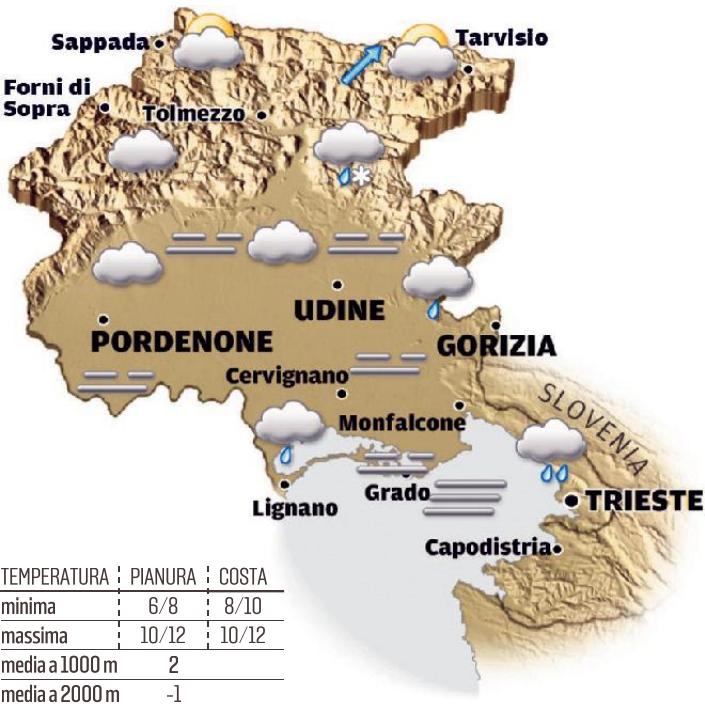 Sappada
Tarvisio
Forni di
Sopra
Tolmezzo
UDINE
PORDENONE
GORIZIA
Cervignano
SLOVENIA
Monfalcone
Grado
Lignano
TRIESTE
Capodistria
TEMPERATURA PIANURA COSTA
minima 6/8 8/10
massima 10/12 10/12
media a 1000 m 2
media a 2000 m -1